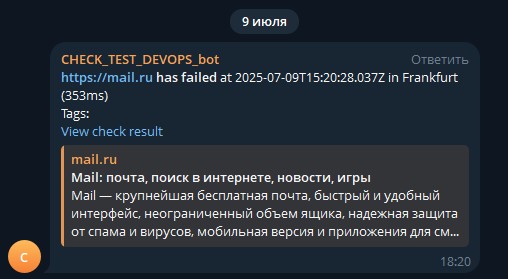 9 июля
CHECK_TEST_DEVOPS_bot
Ответить
https://mail.ru has failed at 2025-07-09T15:20:28.037Z in Frankfurt
(353ms)
Tags:
View check result
mail.ru
Mail: почта, поиск в интернете, новости, игры
Mail — крупнейшая бесплатная почта, быстрый и удобный
интерфейс, неограниченный объем ящика, надежная защита
от спама и вирусов, мобильная версия и приложения для см...
C
18:20